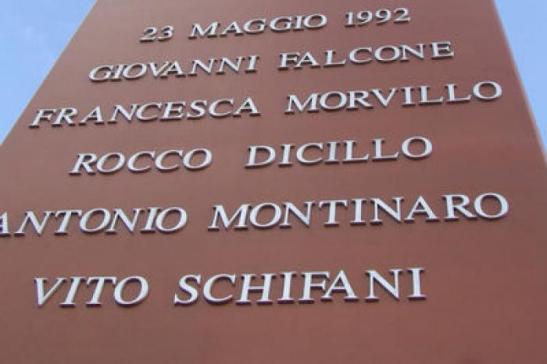 23 MAGGIO 1992
GIOVANNI FALCONE
FRANCESCA MORVILLO
ROCCO DICILLO
ANTONIO MONTINARO
VITO SCHIFANI